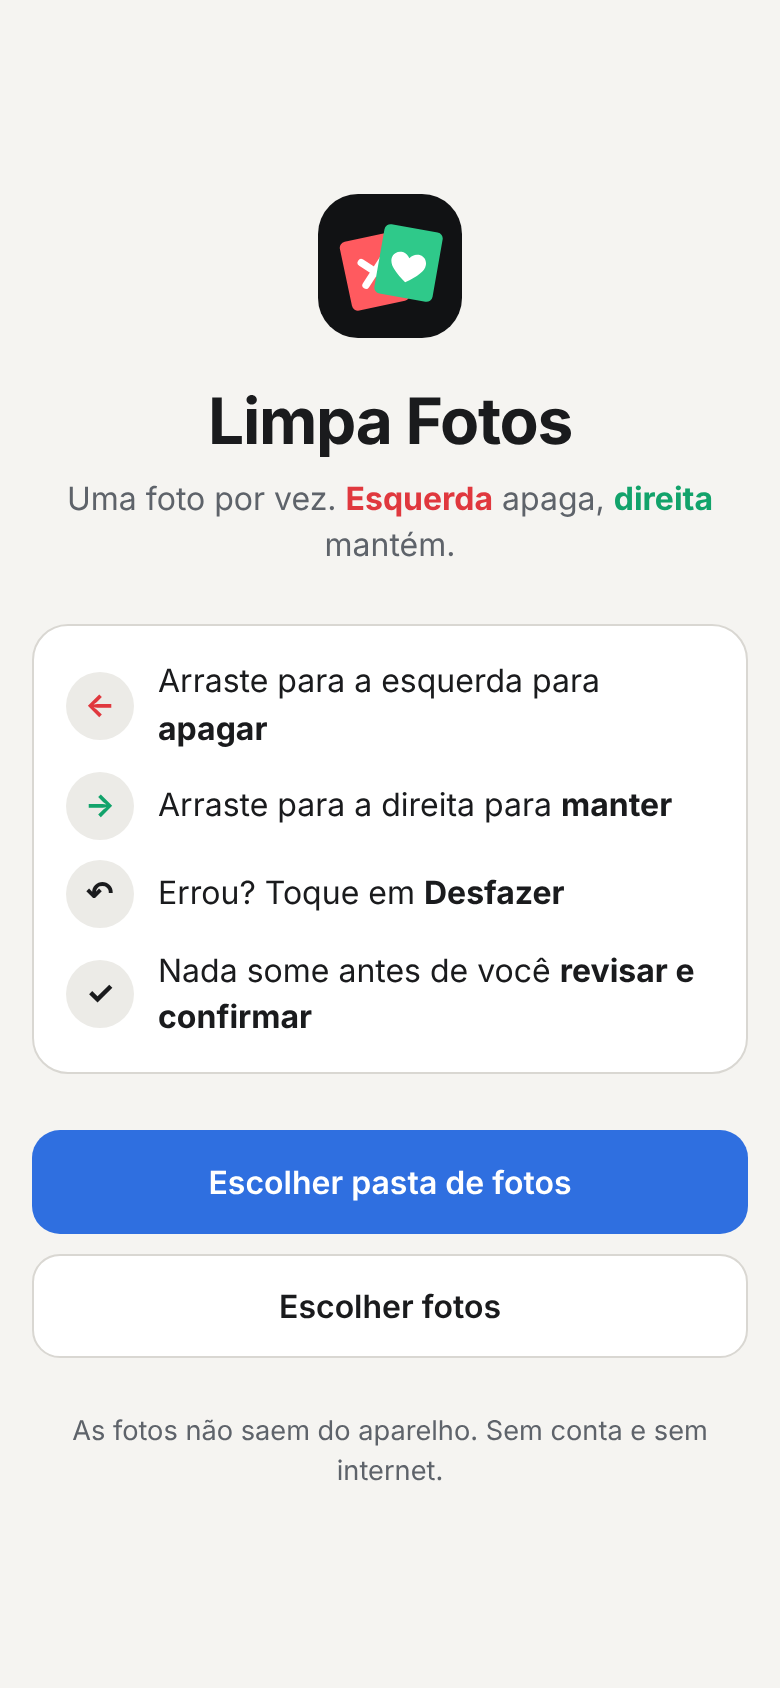 Limpa Fotos
Uma foto por vez. Esquerda apaga, direita
mantém.
Arraste para a esquerda para
apagar
Arraste para a direita para manter
Errou? Toque em Desfazer
Nada some antes de você revisar e
confirmar
Escolher pasta de fotos
Escolher fotos
As fotos não saem do aparelho. Sem conta e sem
internet.